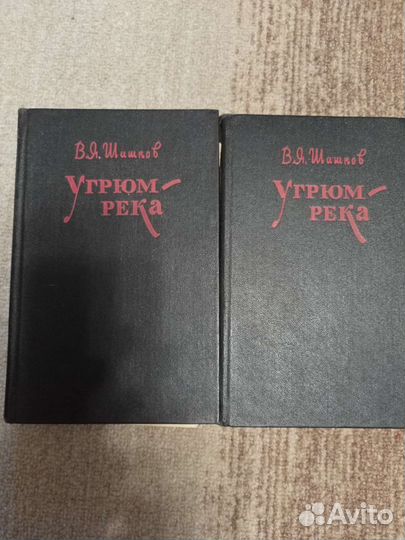 В.Я. Шишков
Угрюм-
река
В.Я. Шишков
Угрюм-
река
Avito